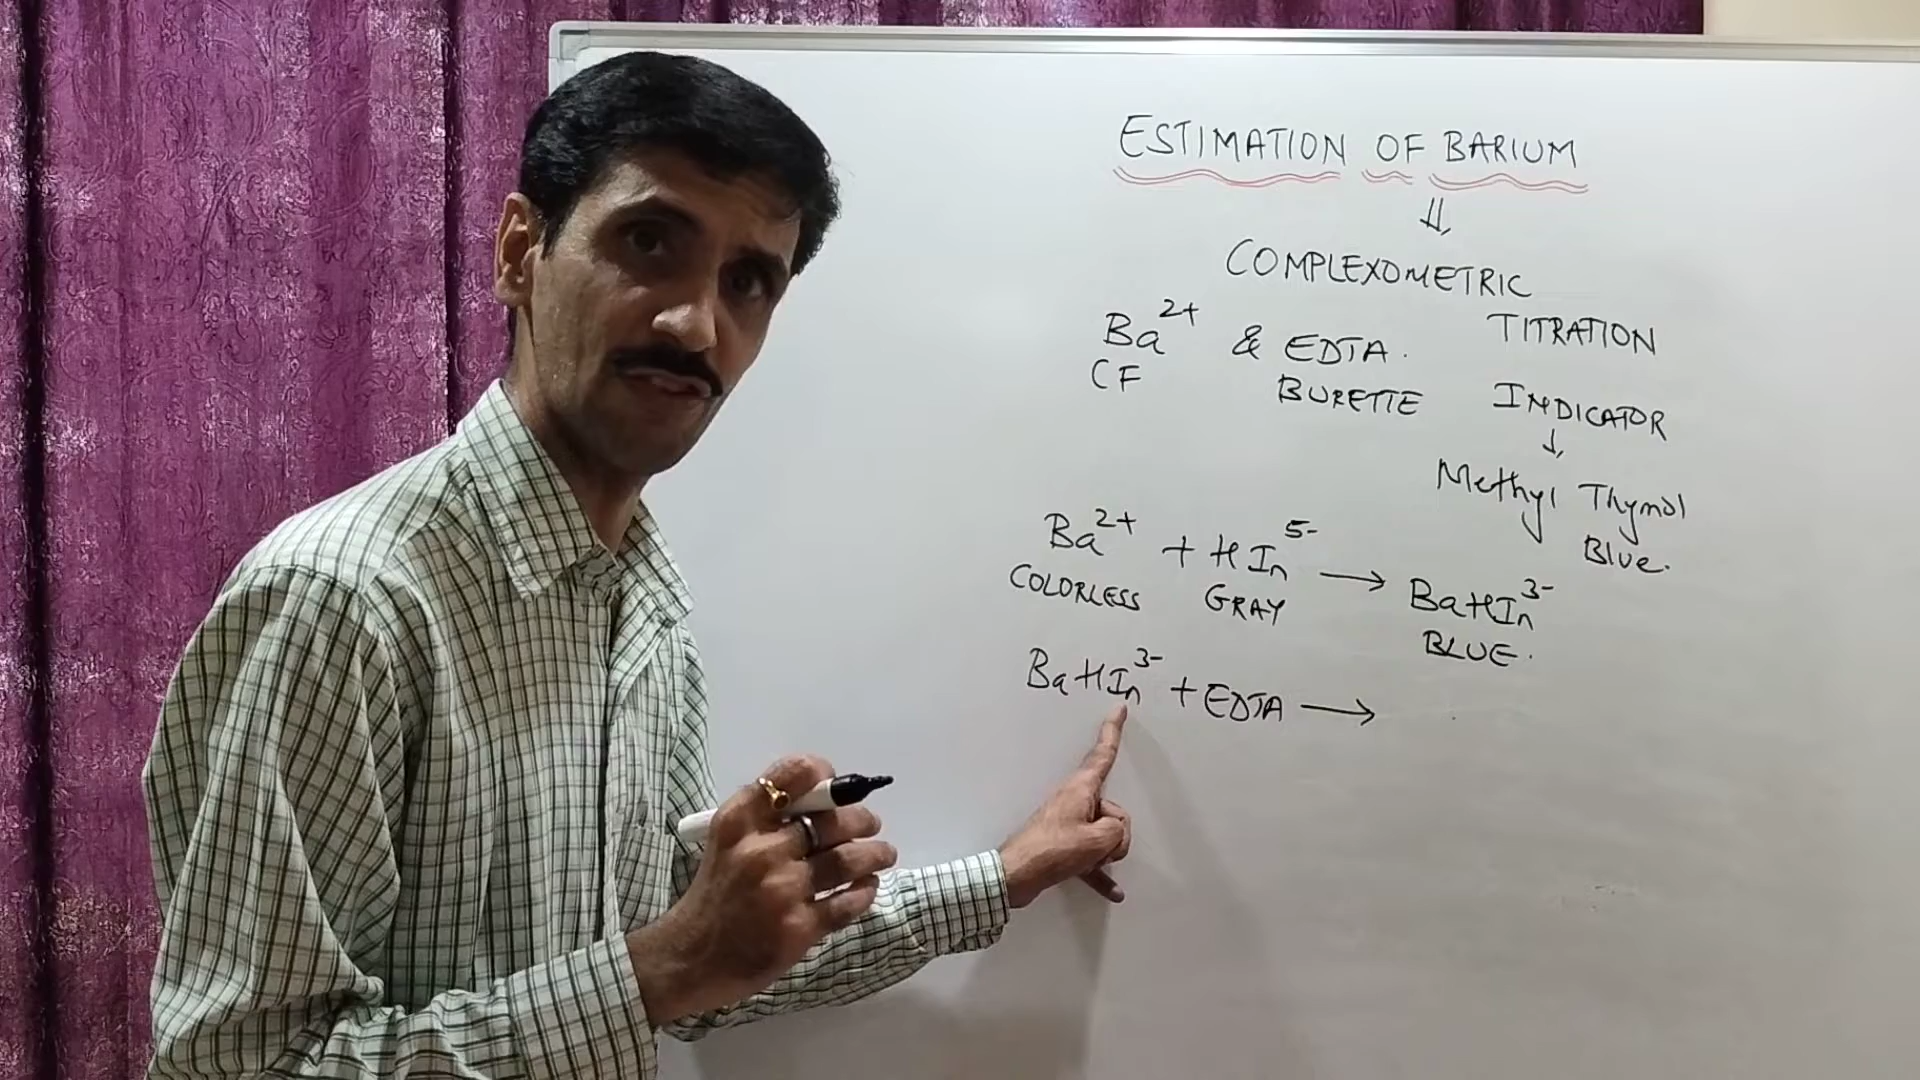 ESTIMATION OF BARIUM
COMPLEXOMETRIC
TITRATION
Ba²⁺ & EDTA.
CF BURETTE
INDICATOR
Methyl Thymol
Blue.
Ba²⁺ + HIn⁵⁻ → BaHIn³⁻
COLORLESS GRAY BLUE.
BaHIn³⁻ + EDTA →